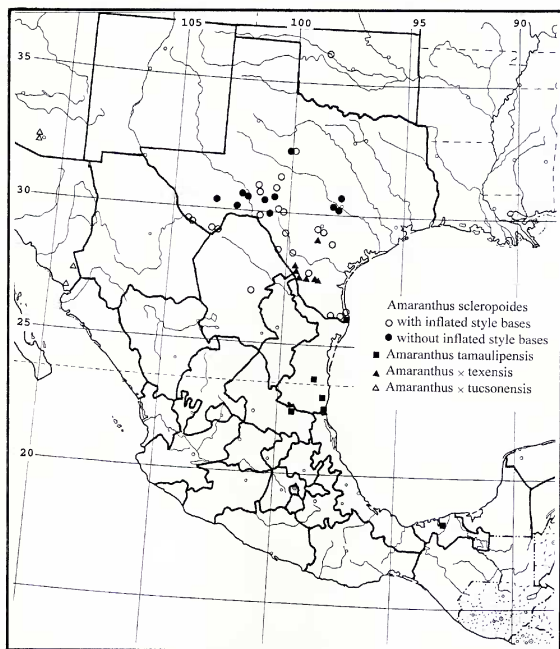 105 100 95 90
35
30
25
20
Amaranthus scleropoides
○ with inflated style bases
● without inflated style bases
■ Amaranthus tamaulipensis
▲ Amaranthus × texensis
△ Amaranthus × tucsonensis